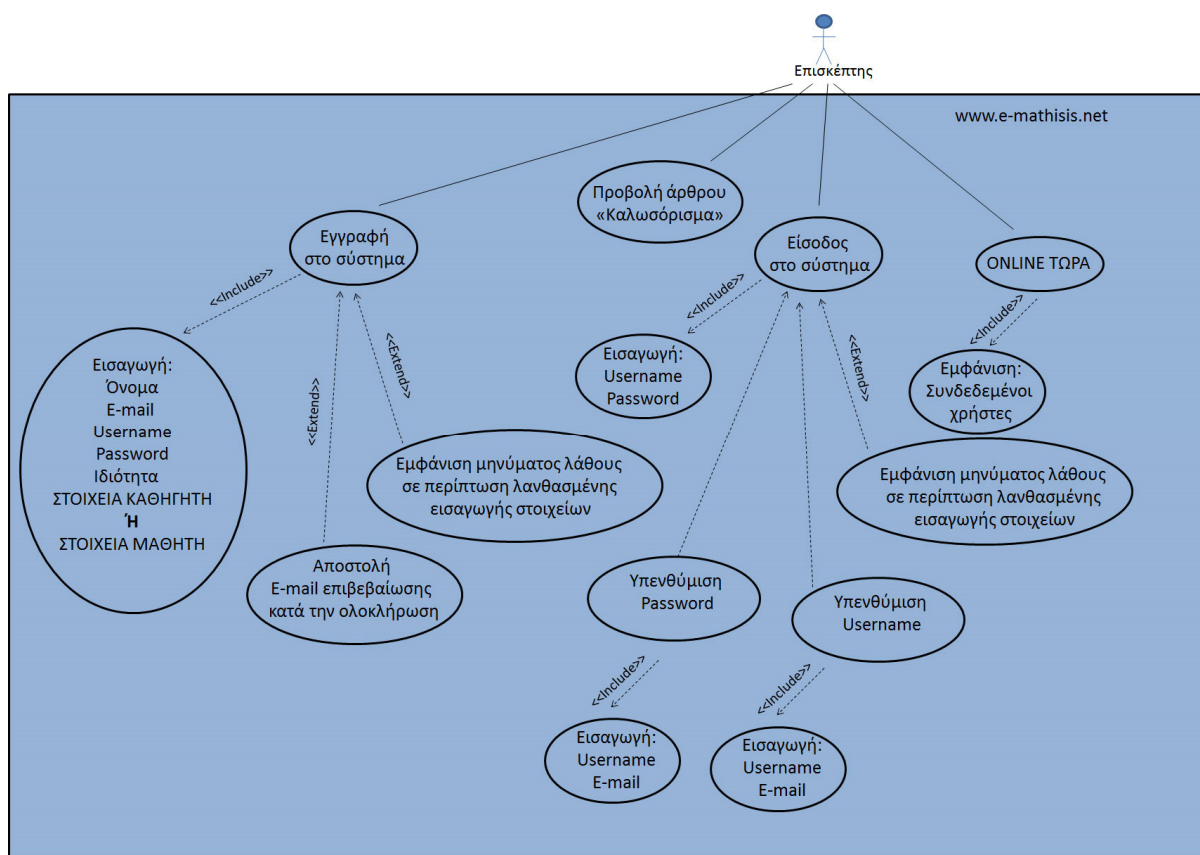 Επισκέπτης
www.e-mathisis.net
Προβολή άρθρου
«Καλωσόρισμα»
Εγγραφή
στο σύστημα
Είσοδος
στο σύστημα
ONLINE ΤΩΡΑ
<<Include>>
<<Include>>
<<Include>>
<<Extend>>
<<Extend>>
<<Extend>>
Εισαγωγή:
Όνομα
E-mail
Username
Password
Ιδιότητα
ΣΤΟΙΧΕΙΑ ΚΑΘΗΓΗΤΗ
Ή
ΣΤΟΙΧΕΙΑ ΜΑΘΗΤΗ
Εισαγωγή:
Username
Password
Εμφάνιση:
Συνδεδεμένοι
χρήστες
Εμφάνιση μηνύματος λάθους
σε περίπτωση λανθασμένης
εισαγωγής στοιχείων
Εμφάνιση μηνύματος λάθους
σε περίπτωση λανθασμένης
εισαγωγής στοιχείων
Αποστολή
E-mail επιβεβαίωσης
κατά την ολοκλήρωση
Υπενθύμιση
Password
Υπενθύμιση
Username
<<Include>>
<<Include>>
Εισαγωγή:
Username
E-mail
Εισαγωγή:
Username
E-mail